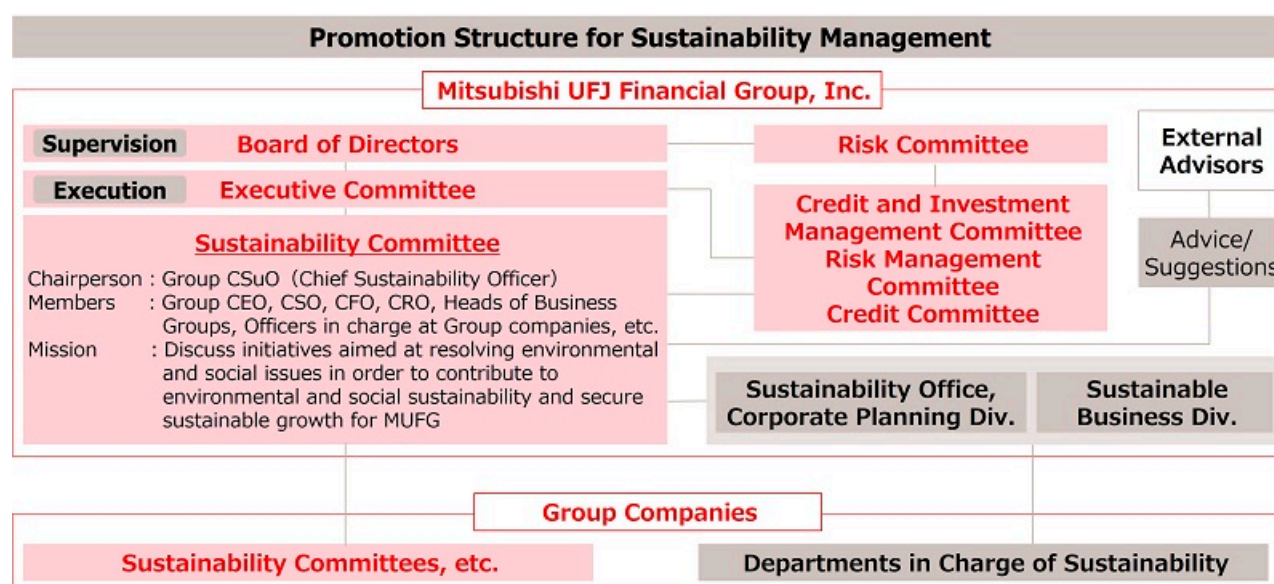 Promotion Structure for Sustainability Management
Mitsubishi UFJ Financial Group, Inc.
Supervision Board of Directors
Risk Committee
External
Advisors
Execution Executive Committee
Credit and Investment
Management Committee
Risk Management
Committee
Credit Committee
Advice/
Suggestions
Sustainability Committee
Chairperson : Group CSuO (Chief Sustainability Officer)
Members : Group CEO, CSO, CFO, CRO, Heads of Business
Groups, Officers in charge at Group companies, etc.
Mission : Discuss initiatives aimed at resolving environmental
and social issues in order to contribute to
environmental and social sustainability and secure
sustainable growth for MUFG
Sustainability Office,
Corporate Planning Div.
Sustainable
Business Div.
Group Companies
Sustainability Committees, etc.
Departments in Charge of Sustainability